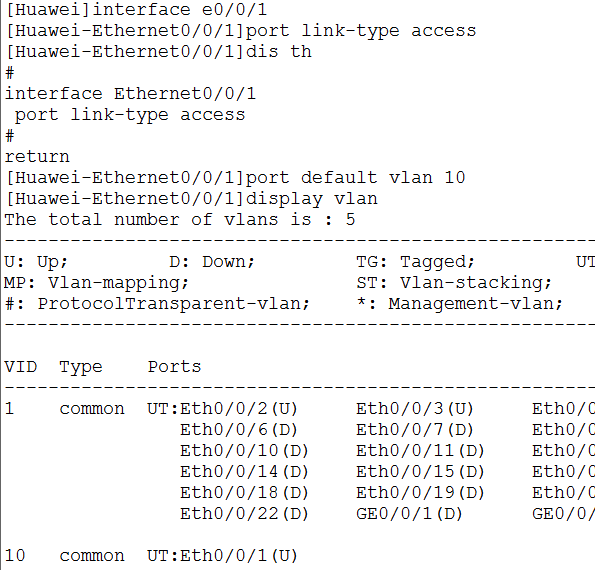 [Huawei]interface e0/0/1
[Huawei-Ethernet0/0/1]port link-type access
[Huawei-Ethernet0/0/1]dis th
#
interface Ethernet0/0/1
 port link-type access
#
return
[Huawei-Ethernet0/0/1]port default vlan 10
[Huawei-Ethernet0/0/1]display vlan
The total number of vlans is : 5
------------------------------------------------------
U: Up;         D: Down;         TG: Tagged;         UT
MP: Vlan-mapping;               ST: Vlan-stacking;
#: ProtocolTransparent-vlan;    *: Management-vlan;
------------------------------------------------------
VID  Type    Ports
------------------------------------------------------
1    common  UT:Eth0/0/2(U)     Eth0/0/3(U)     Eth0/0
                Eth0/0/6(D)     Eth0/0/7(D)     Eth0/0
                Eth0/0/10(D)    Eth0/0/11(D)    Eth0/0
                Eth0/0/14(D)    Eth0/0/15(D)    Eth0/0
                Eth0/0/18(D)    Eth0/0/19(D)    Eth0/0
                Eth0/0/22(D)    GE0/0/1(D)      GE0/0/
10   common  UT:Eth0/0/1(U)